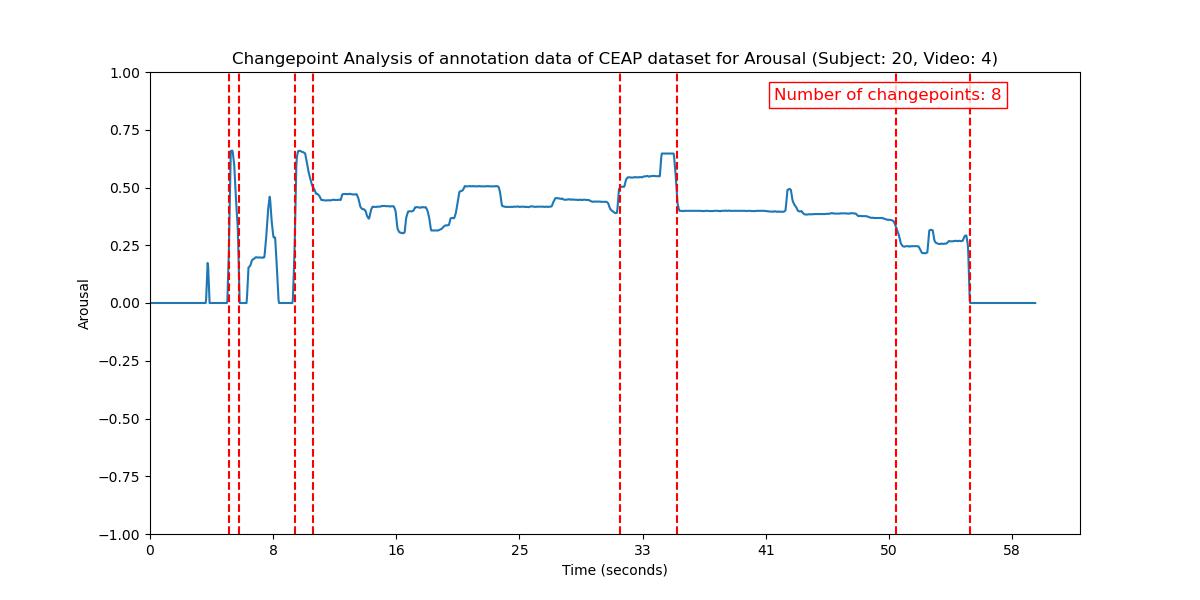 Changepoint Analysis of annotation data of CEAP dataset for Arousal (Subject: 20, Video: 4)
Number of changepoints: 8
1.00
0.75
0.50
0.25
0.00
−0.25
−0.50
−0.75
−1.00
Arousal
0 8 16 25 33 41 50 58
Time (seconds)